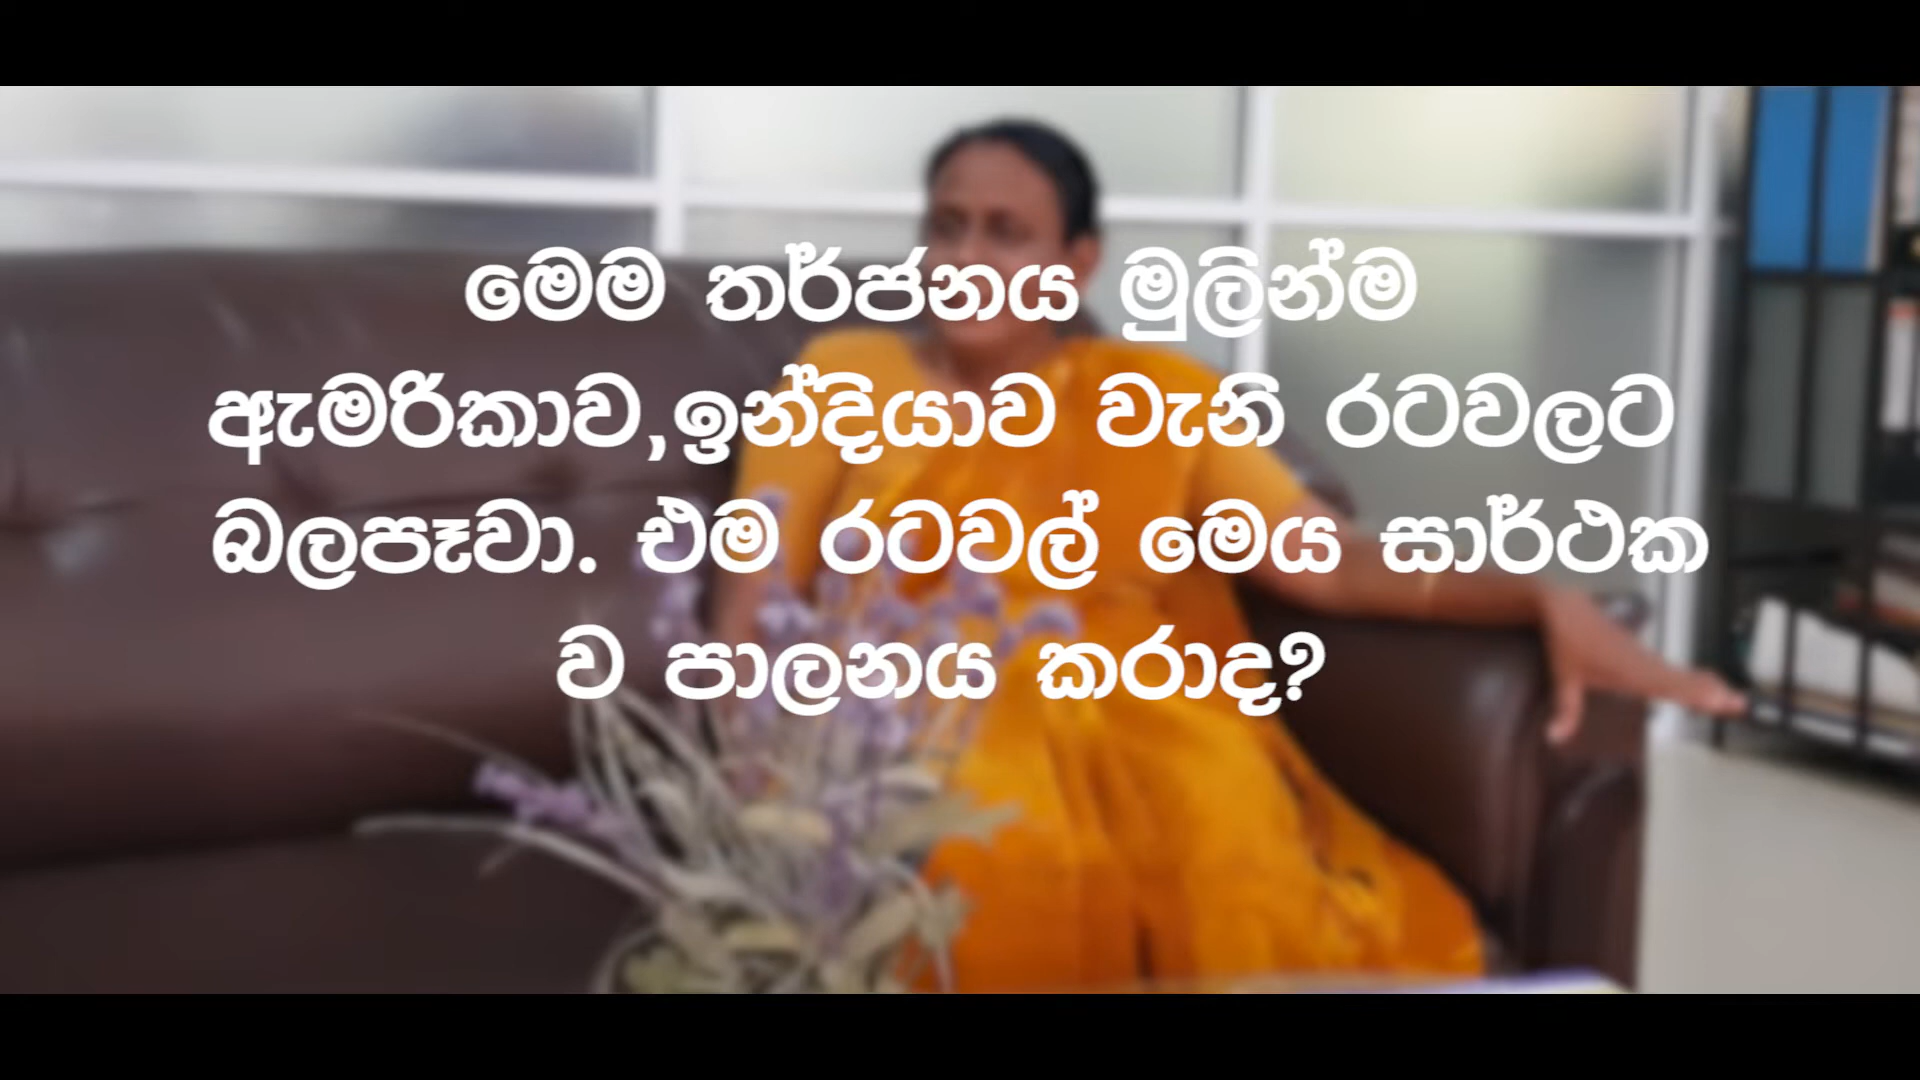 මෙම තර්ජනය මුලින්ම
ඇමරිකාව,ඉන්දියාව වැනි රටවලට
බලපෑවා. එම රටවල් මෙය සාර්ථක
ව පාලනය කරාද?